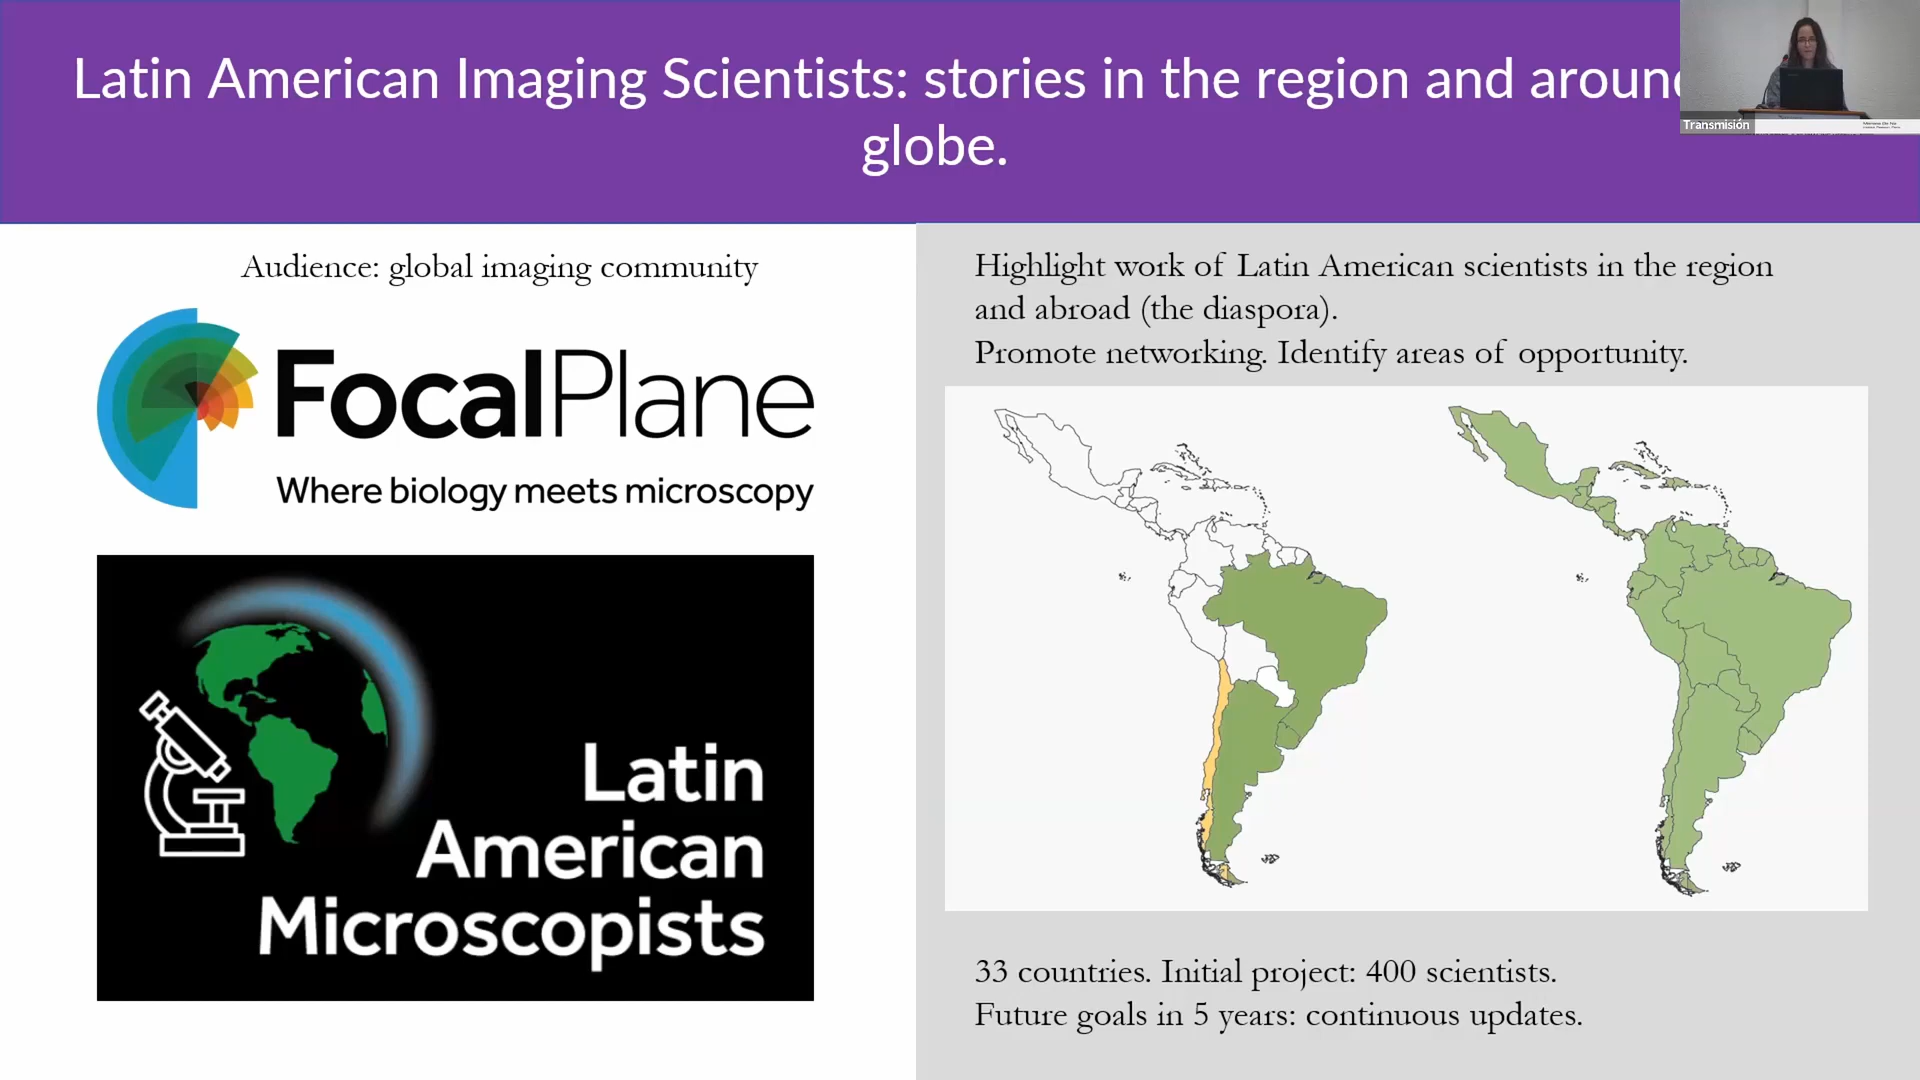 Latin American Imaging Scientists: stories in the region and aroun
globe.
Transmisión
Audience: global imaging community
FocalPlane
Where biology meets microscopy
Latin
American
Microscopists
Highlight work of Latin American scientists in the region
and abroad (the diaspora).
Promote networking. Identify areas of opportunity.
33 countries. Initial project: 400 scientists.
Future goals in 5 years: continuous updates.